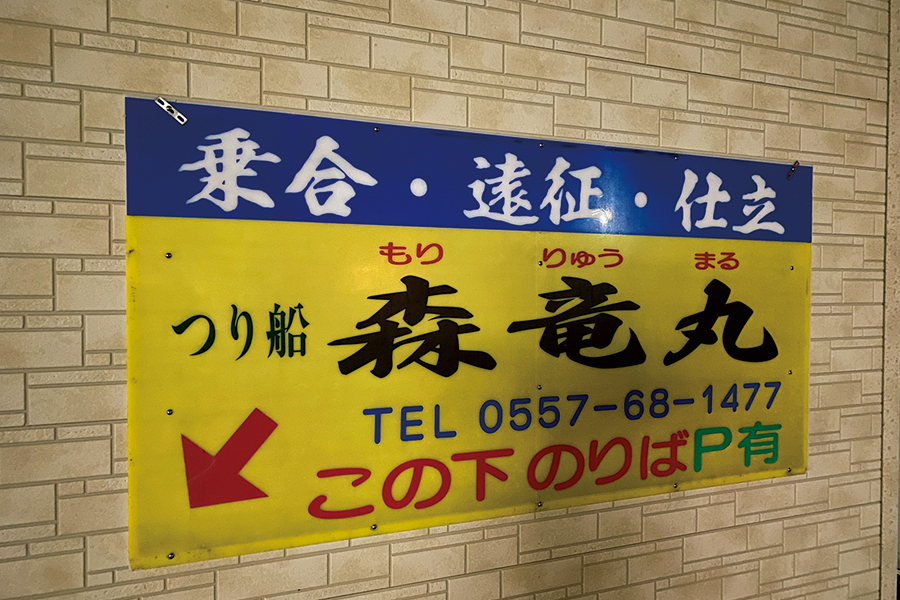 乗合・遠征・仕立
もり りゅう まる
つり船 森竜丸
TEL 0557-68-1477
この下のりばP有